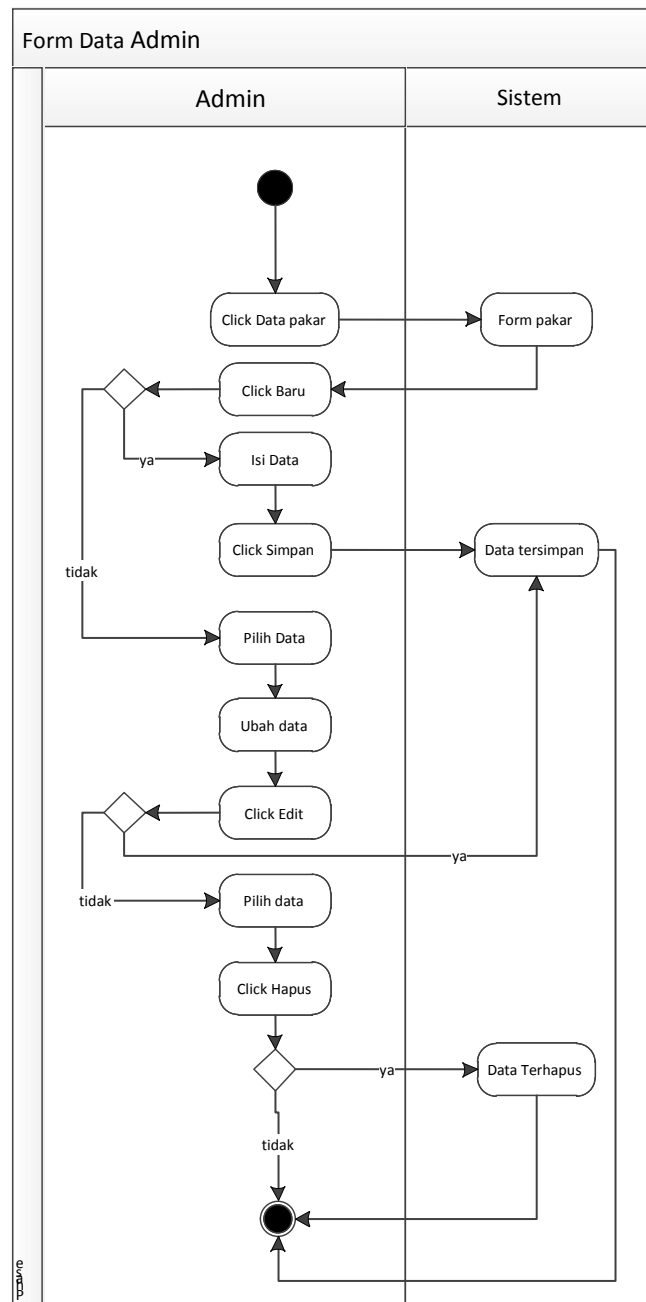 Form Data Admin
Admin
Sistem
Click Data pakar
Form pakar
Click Baru
ya
Isi Data
Click Simpan
Data tersimpan
tidak
Pilih Data
Ubah data
Click Edit
ya
tidak
Pilih data
Click Hapus
ya
Data Terhapus
tidak